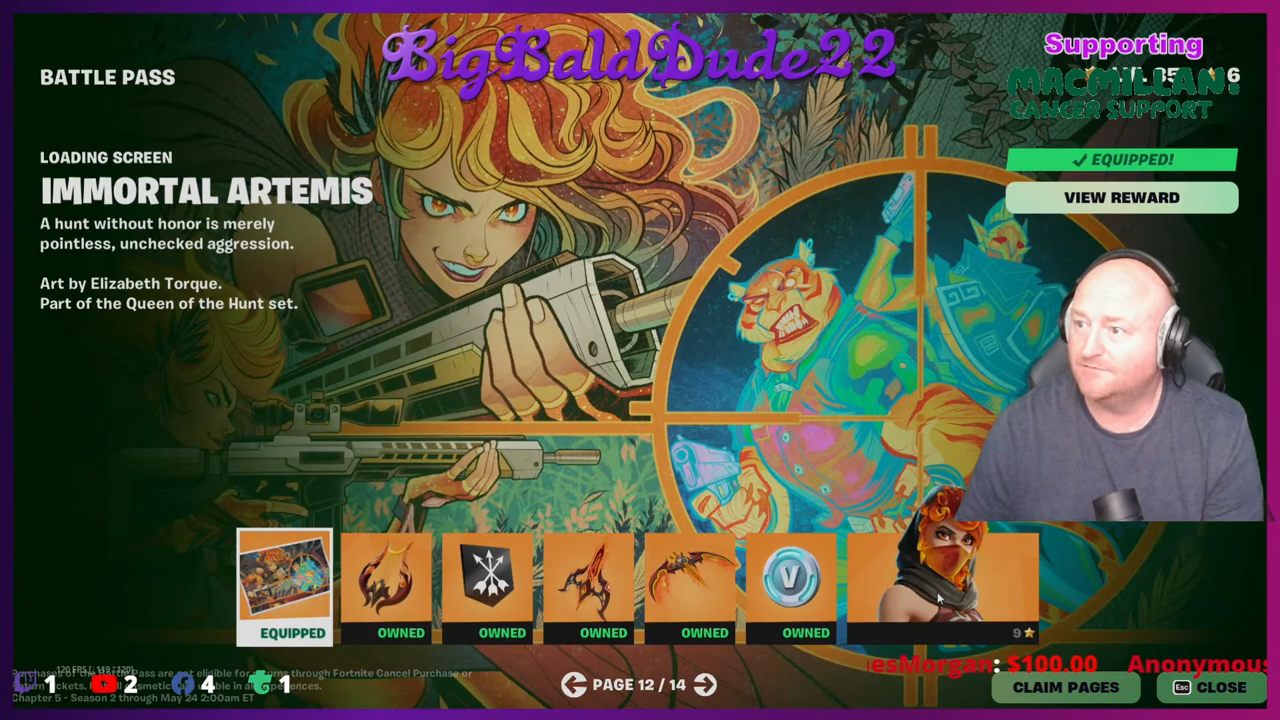 BigBaldDude22
Supporting
MACMILLAN
CANCER SUPPORT
BATTLE PASS
LOADING SCREEN
IMMORTAL ARTEMIS
A hunt without honor is merely
pointless, unchecked aggression.
Art by Elizabeth Torque.
Part of the Queen of the Hunt set.
EQUIPPED!
VIEW REWARD
V
EQUIPPED
OWNED
OWNED
OWNED
OWNED
OWNED
9
esMorgan: $100.00 Anonymous
1 2 4 1
Chapter 5 - Season 2 through May 24 2:00am ET
PAGE 12 / 14
CLAIM PAGES
Esc CLOSE